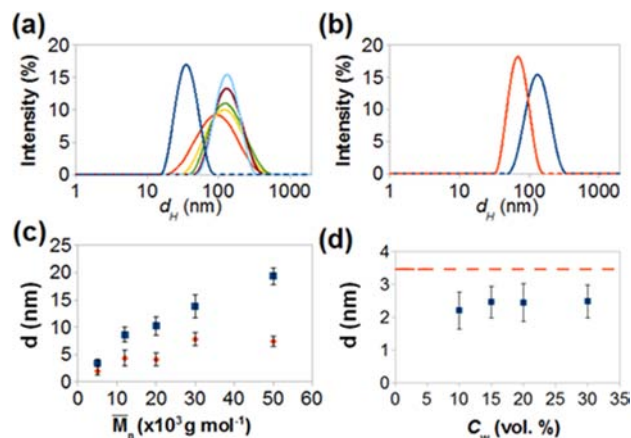 (a)
20
15
10
5
0
Intensity (%)
1 10 100 1000
d_H (nm)
(b)
20
15
10
5
0
Intensity (%)
1 10 100 1000
d_H (nm)
(c)
25
20
15
10
5
0
d (nm)
0 10 20 30 40 50 60
M̅n (x10³ g mol⁻¹)
(d)
4
3
2
1
0
d (nm)
0 5 10 15 20 25 30 35
C_w (vol. %)